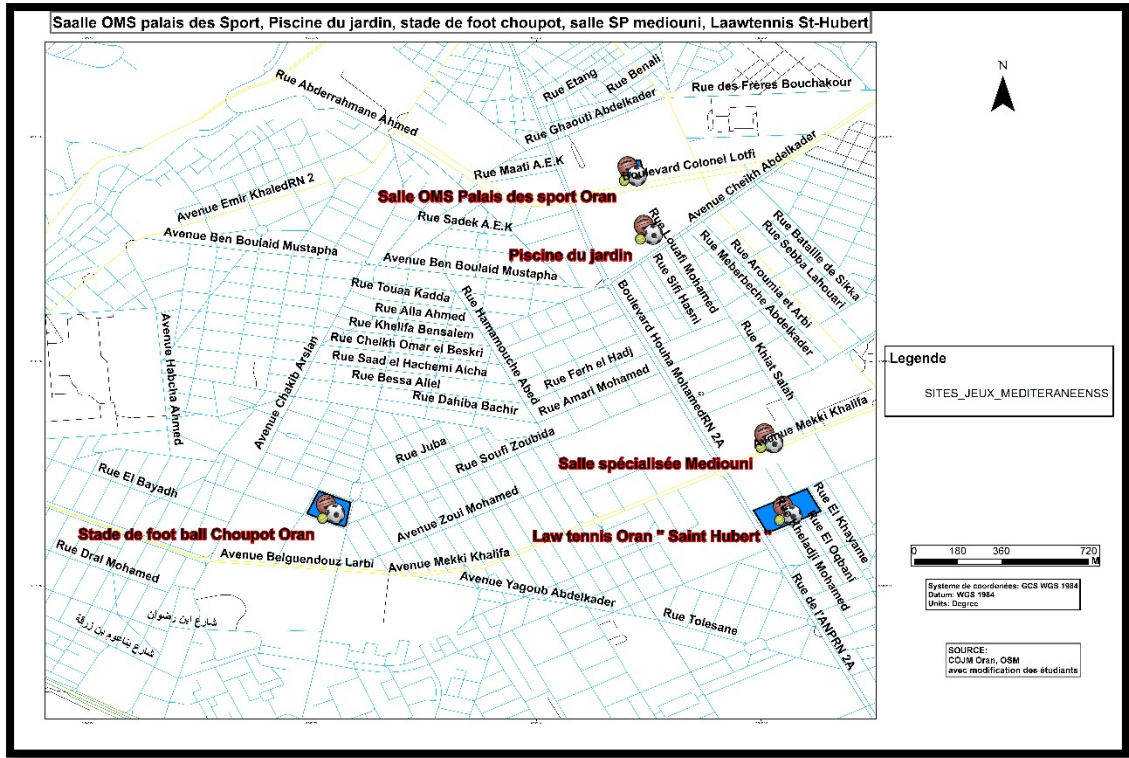 Saalle OMS palais des Sport, Piscine du jardin, stade de foot choupot, salle SP mediouni, Laawtennis St-Hubert
N
Rue Abderrahmane Ahmed
Rue Etang
Rue Benali
Rue des Frères Bouchakour
Rue Ghaouti Abdelkader
Rue Maati A.E.K
Boulevard Colonel Lotfi
Avenue Cheikh Abdelkader
Avenue Emir KhaledRN 2
Salle OMS Palais des sport Oran
Rue Sadek A.E.K
Avenue Ben Boulaid Mustapha
Piscine du jardin
Rue Louafi Mohamed
Rue Sifi Hasni
Rue Bataille de Sikka
Rue Sebba Lahouari
Rue Aroumia et Arbi
Rue Meberbeche Abdelkader
Avenue Ben Boulaid Mustapha
Rue Touaa Kadda
Rue Alla Ahmed
Rue Khelifa Bensalem
Rue Cheikh Omar el Beskri
Rue Saad el Hachemi Aicha
Rue Bessa Aliel
Rue Dahiba Bachir
Rue Hamamouche Abed
Boulevard Houha MohamedRN 2A
Rue Khiat Salah
Avenue Habcha Ahmed
Avenue Chakib Arslan
Rue Ferh el Hadj
Rue Amari Mohamed
Legende
SITES_JEUX_MEDITERANEENSS
Avenue Mekki Khalifa
Rue Juba
Rue Soufi Zoubida
Salle spécialisée Mediouni
Rue El Bayadh
Avenue Zoui Mohamed
Stade de foot ball Choupot Oran
Law tennis Oran " Saint Hubert "
Rue El Khayame
Rue El Oqbani
Kheladji Mohamed
Rue Dral Mohamed
Avenue Belguendouz Larbi
Avenue Mekki Khalifa
Avenue Yagoub Abdelkader
Rue Tolesane
Rue de l'ANPRN 2A
شارع ابن رضوان
شارع بناعوم بن زرقة
0 180 360 720
M
Systeme de coordonées: GCS WGS 1984
Datum: WGS 1984
Units: Degree
SOURCE:
COJM Oran, OSM
avec modification des étudiants